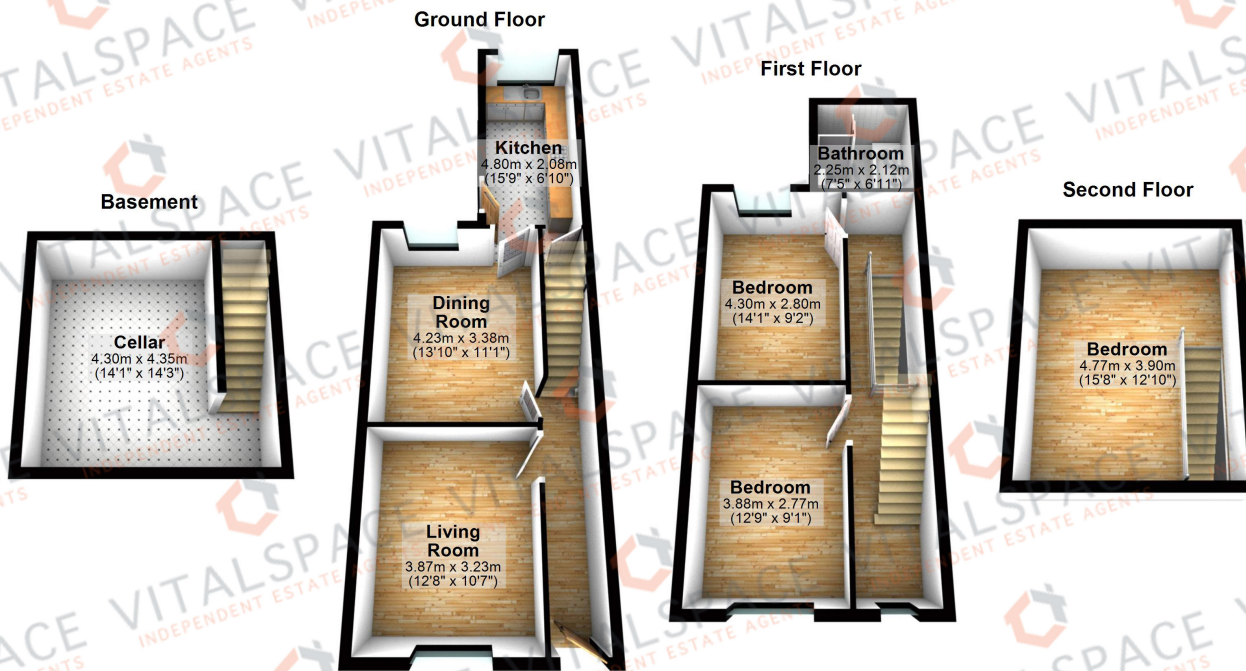 Ground Floor
Kitchen
4.80m x 2.08m
(15'9" x 6'10")
Dining
Room
4.23m x 3.38m
(13'10" x 11'1")
Living
Room
3.87m x 3.23m
(12'8" x 10'7")
First Floor
Bathroom
2.25m x 2.12m
(7'5" x 6'11")
Bedroom
4.30m x 2.80m
(14'1" x 9'2")
Bedroom
3.88m x 2.77m
(12'9" x 9'1")
Basement
Cellar
4.30m x 4.35m
(14'1" x 14'3")
Second Floor
Bedroom
4.77m x 3.90m
(15'8" x 12'10")
VITALSPACE
INDEPENDENT ESTATE AGENTS